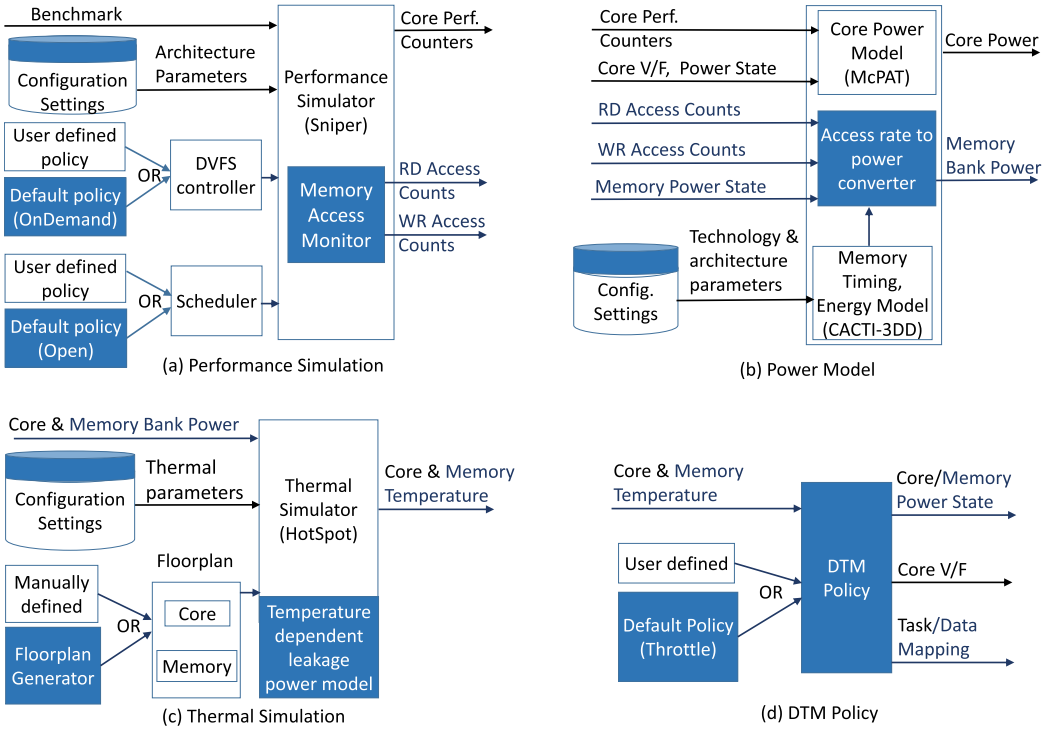 Benchmark
Configuration
Settings
Architecture
Parameters
User defined
policy
Default policy
(OnDemand)
OR
DVFS
controller
User defined
policy
Default policy
(Open)
OR
Scheduler
Performance
Simulator
(Sniper)
Memory
Access
Monitor
Core Perf.
Counters
RD Access
Counts
WR Access
Counts
(a) Performance Simulation
Core Perf.
Counters
Core V/F, Power State
RD Access Counts
WR Access Counts
Memory Power State
Config.
Settings
Technology &
architecture
parameters
Core Power
Model
(McPAT)
Access rate to
power
converter
Memory
Timing,
Energy Model
(CACTI-3DD)
Core Power
Memory
Bank Power
(b) Power Model
Core & Memory Bank Power
Configuration
Settings
Thermal
parameters
Manually
defined
Floorplan
Generator
OR
Floorplan
Core
Memory
Thermal
Simulator
(HotSpot)
Temperature
dependent
leakage
power model
Core & Memory
Temperature
(c) Thermal Simulation
Core & Memory
Temperature
User defined
Default Policy
(Throttle)
OR
DTM
Policy
Core/Memory
Power State
Core V/F
Task/Data
Mapping
(d) DTM Policy